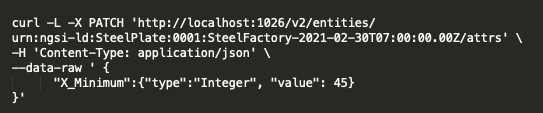 curl -L -X PATCH 'http://localhost:1026/v2/entities/
urn:ngsi-ld:SteelPlate:0001:SteelFactory-2021-02-30T07:00:00.00Z/attrs' \
-H 'Content-Type: application/json' \
--data-raw ' {
      "X_Minimum":{"type":"Integer", "value": 45}
}'